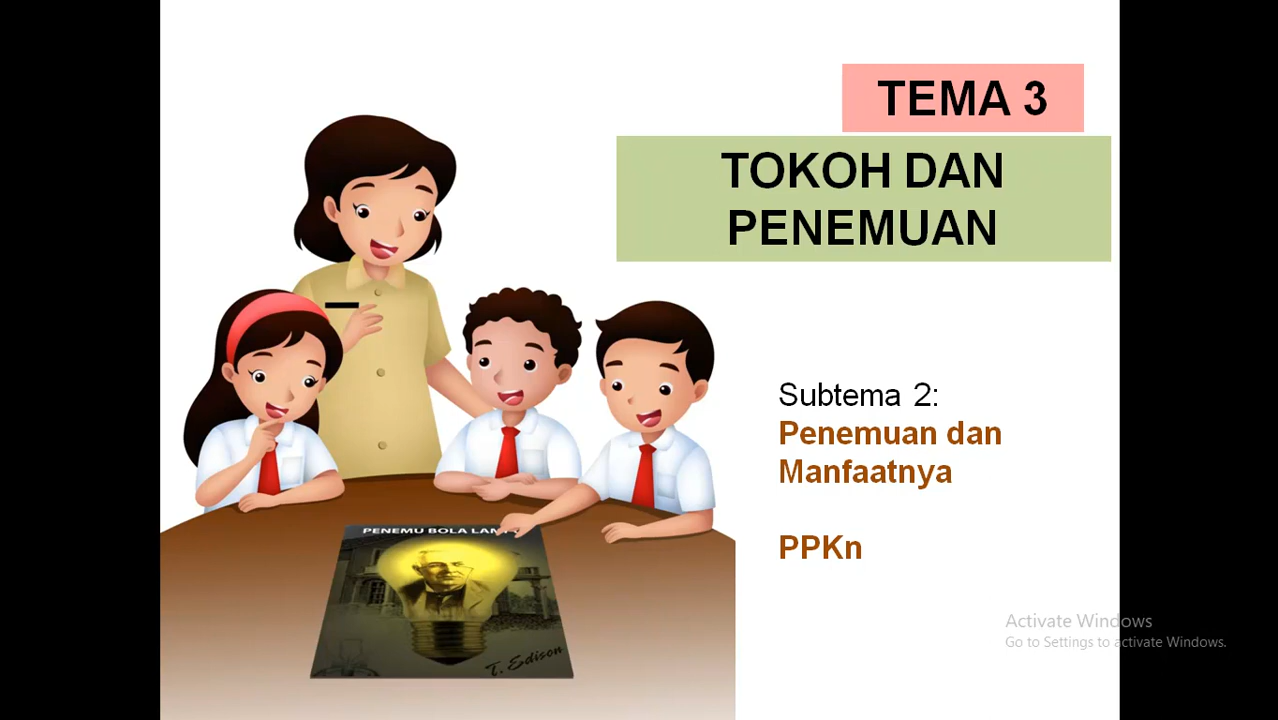 TEMA 3
TOKOH DAN
PENEMUAN
Subtema 2:
Penemuan dan
Manfaatnya
PPKn
PENEMU BOLA
T. Edison
Activate Windows
Go to Settings to activate Windows.